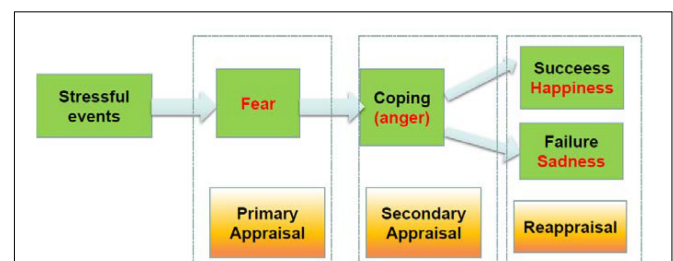 Stressful
events
Fear
Coping
(anger)
Succeess
Happiness
Failure
Sadness
Primary
Appraisal
Secondary
Appraisal
Reappraisal